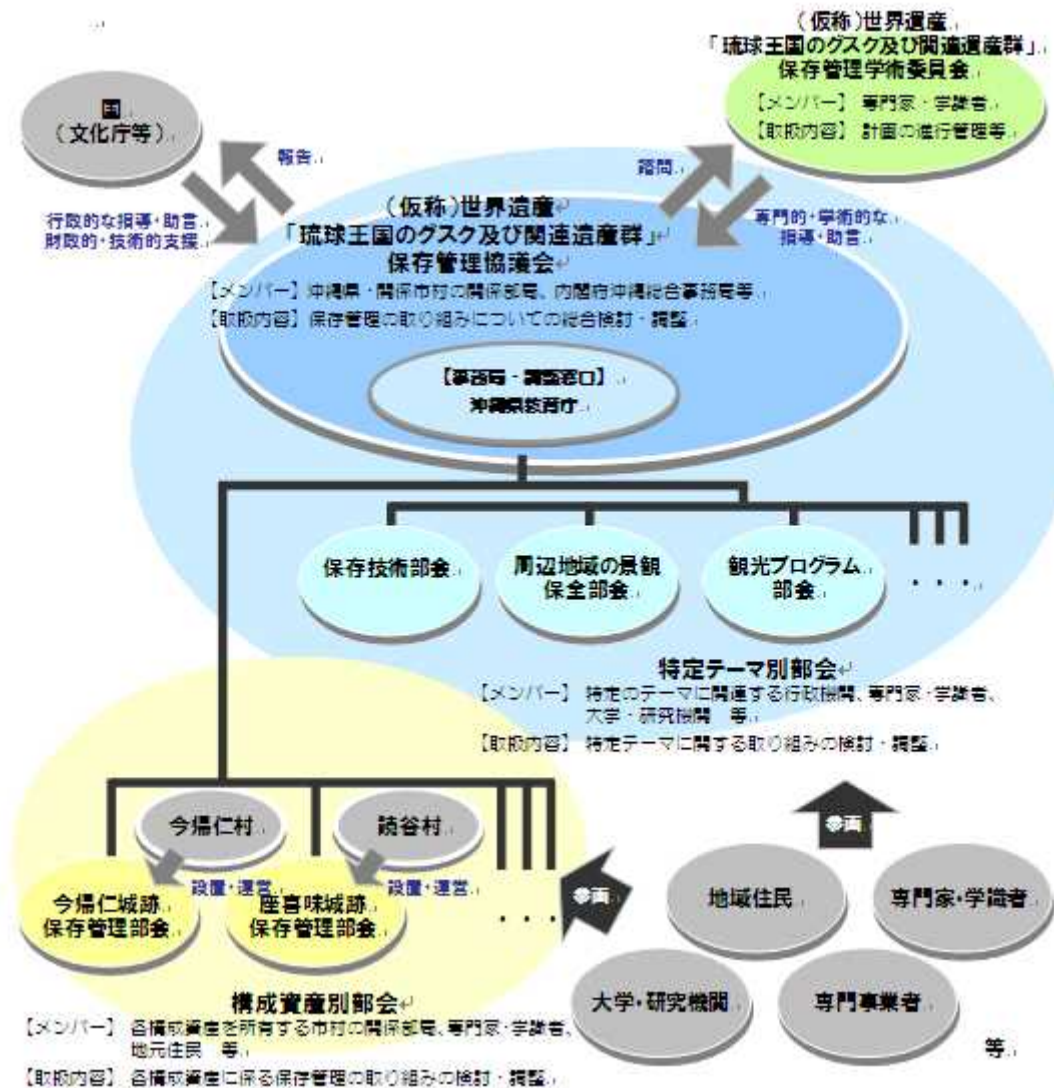 国
（文化庁等）
報告
行政的な指導・助言
財政的・技術的支援
（仮称）世界遺産
「琉球王国のグスク及び関連遺産群」
保存管理学術委員会
【メンバー】 専門家・学識者
【取扱内容】 計画の進行管理等
諮問
専門的・学術的な
指導・助言
（仮称）世界遺産
「琉球王国のグスク及び関連遺産群」
保存管理協議会
【メンバー】沖縄県・関係市村の関係部局、内閣府沖縄総合事務局等
【取扱内容】保存管理の取り組みについての総合検討・調整
【事務局・調整窓口】
沖縄県教育庁
保存技術部会
周辺地域の景観
保全部会
観光プログラム
部会
・・・
特定テーマ別部会
【メンバー】 特定のテーマに関連する行政機関、専門家・学識者、
大学・研究機関 等
【取扱内容】 特定テーマに関する取り組みの検討・調整
今帰仁村
読谷村
設置・運営
設置・運営
今帰仁城跡
保存管理部会
座喜味城跡
保存管理部会
・・・
構成資産別部会
【メンバー】 各構成資産を所有する市村の関係部局、専門家・学識者、
地元住民 等
【取扱内容】 各構成資産に係る保存管理の取り組みの検討・調整
参画
参画
地域住民
専門家・学識者
大学・研究機関
専門事業者
等